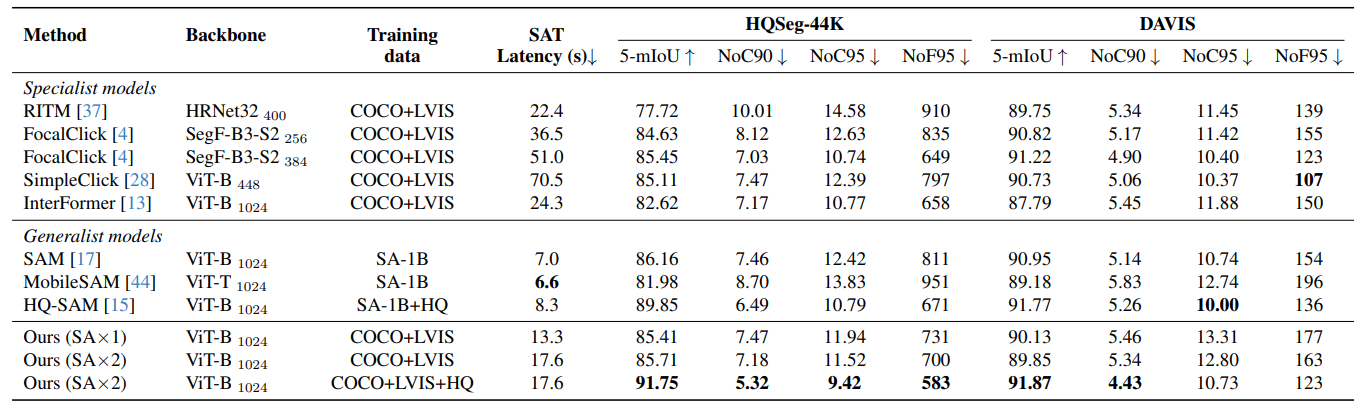 Method Backbone Training data SAT Latency (s)↓ HQSeg-44K DAVIS
5-mIoU ↑ NoC90 ↓ NoC95 ↓ NoF95 ↓ 5-mIoU ↑ NoC90 ↓ NoC95 ↓ NoF95 ↓
Specialist models
RITM [37] HRNet32 400 COCO+LVIS 22.4 77.72 10.01 14.58 910 89.75 5.34 11.45 139
FocalClick [4] SegF-B3-S2 256 COCO+LVIS 36.5 84.63 8.12 12.63 835 90.82 5.17 11.42 155
FocalClick [4] SegF-B3-S2 384 COCO+LVIS 51.0 85.45 7.03 10.74 649 91.22 4.90 10.40 123
SimpleClick [28] ViT-B 448 COCO+LVIS 70.5 85.11 7.47 12.39 797 90.73 5.06 10.37 107
InterFormer [13] ViT-B 1024 COCO+LVIS 24.3 82.62 7.17 10.77 658 87.79 5.45 11.88 150
Generalist models
SAM [17] ViT-B 1024 SA-1B 7.0 86.16 7.46 12.42 811 90.95 5.14 10.74 154
MobileSAM [44] ViT-T 1024 SA-1B 6.6 81.98 8.70 13.83 951 89.18 5.83 12.74 196
HQ-SAM [15] ViT-B 1024 SA-1B+HQ 8.3 89.85 6.49 10.79 671 91.77 5.26 10.00 136
Ours (SA×1) ViT-B 1024 COCO+LVIS 13.3 85.41 7.47 11.94 731 90.13 5.46 13.31 177
Ours (SA×2) ViT-B 1024 COCO+LVIS 17.6 85.71 7.18 11.52 700 89.85 5.34 12.80 163
Ours (SA×2) ViT-B 1024 COCO+LVIS+HQ 17.6 91.75 5.32 9.42 583 91.87 4.43 10.73 123